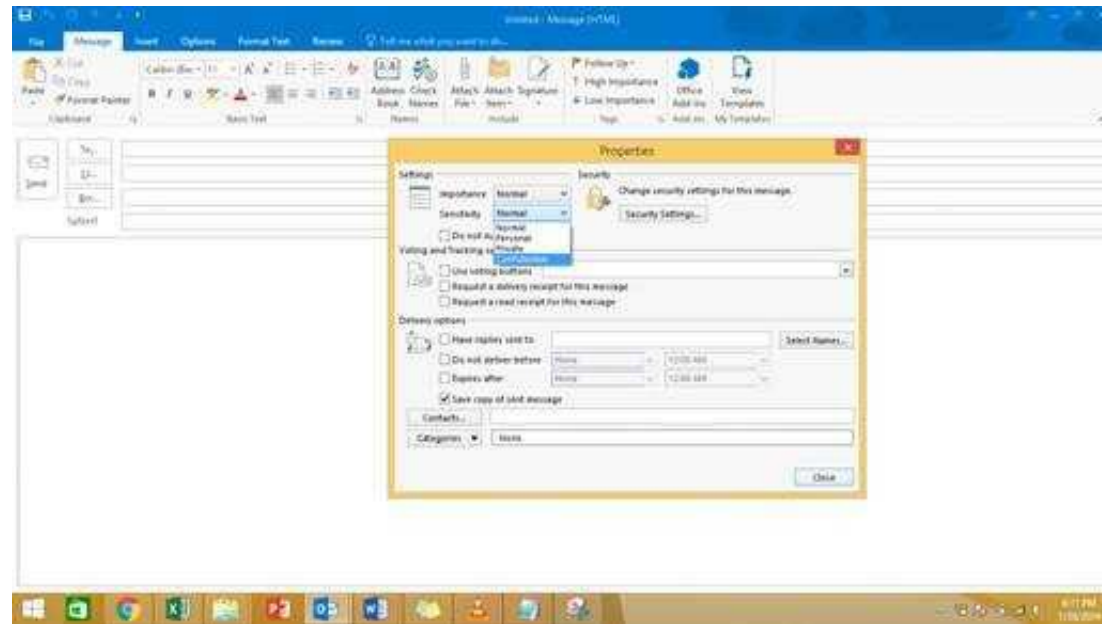 Untitled - Message (HTML)
File Message Insert Options Format Text Review Tell me what you want to do...
Cut
Copy
Paste Format Painter
Follow Up
High Importance
Low Importance
Address Book
Check Names
Attach File
Attach Item
Signature
Office Add-ins
View Templates
Clipboard Basic Text Names Include Tags Add-ins My Templates
To...
Send
Subject
Properties
Settings
Security
Importance Normal
Change security settings for this message.
Sensitivity Normal
Security Settings...
Normal
Personal
Private
Confidential
Voting and Tracking
Use voting buttons
Request a delivery receipt for this message
Request a read receipt for this message
Delivery options
Have replies sent to
Select Names...
Do not deliver before None 12:00 AM
Expires after None 12:00 AM
Save copy of sent message
Contacts...
Categories None
Close